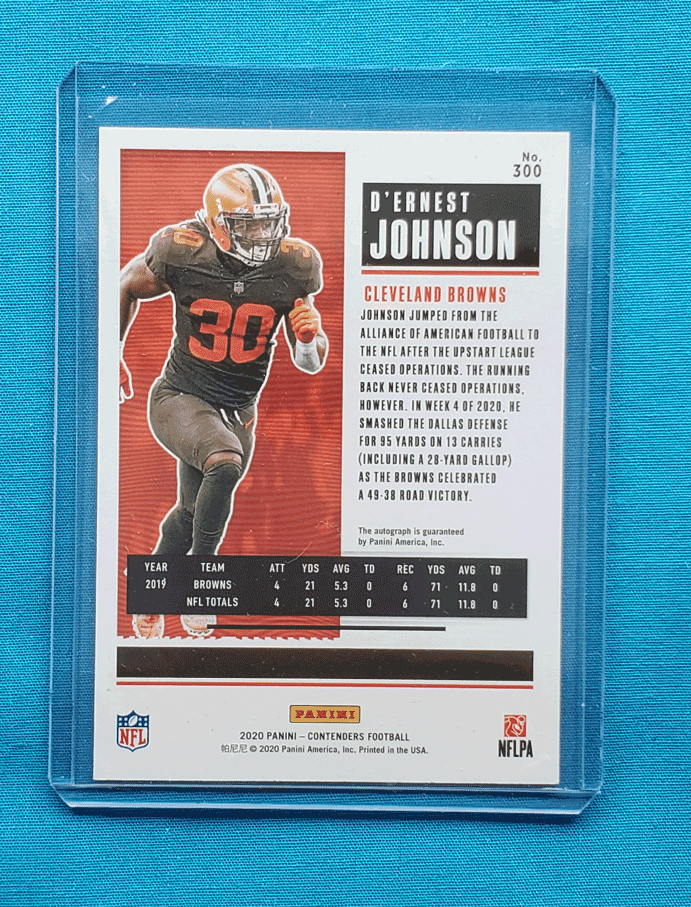 No.
300
D'ERNEST
JOHNSON
CLEVELAND BROWNS
JOHNSON JUMPED FROM THE
ALLIANCE OF AMERICAN FOOTBALL TO
THE NFL AFTER THE UPSTART LEAGUE
CEASED OPERATIONS. THE RUNNING
BACK NEVER CEASED OPERATIONS,
HOWEVER. IN WEEK 4 OF 2020, HE
SMASHED THE DALLAS DEFENSE
FOR 95 YARDS ON 13 CARRIES
(INCLUDING A 28-YARD GALLOP)
AS THE BROWNS CELEBRATED
A 49-38 ROAD VICTORY.
30
30
The autograph is guaranteed
by Panini America, Inc.
YEAR TEAM ATT YDS AVG TD REC YDS AVG TD
2019 BROWNS 4 21 5.3 0 6 71 11.8 0
NFL TOTALS 4 21 5.3 0 6 71 11.8 0
PANINI
NFL
2020 PANINI – CONTENDERS FOOTBALL
帕尼尼 © 2020 Panini America, Inc. Printed in the USA.
NFLPA